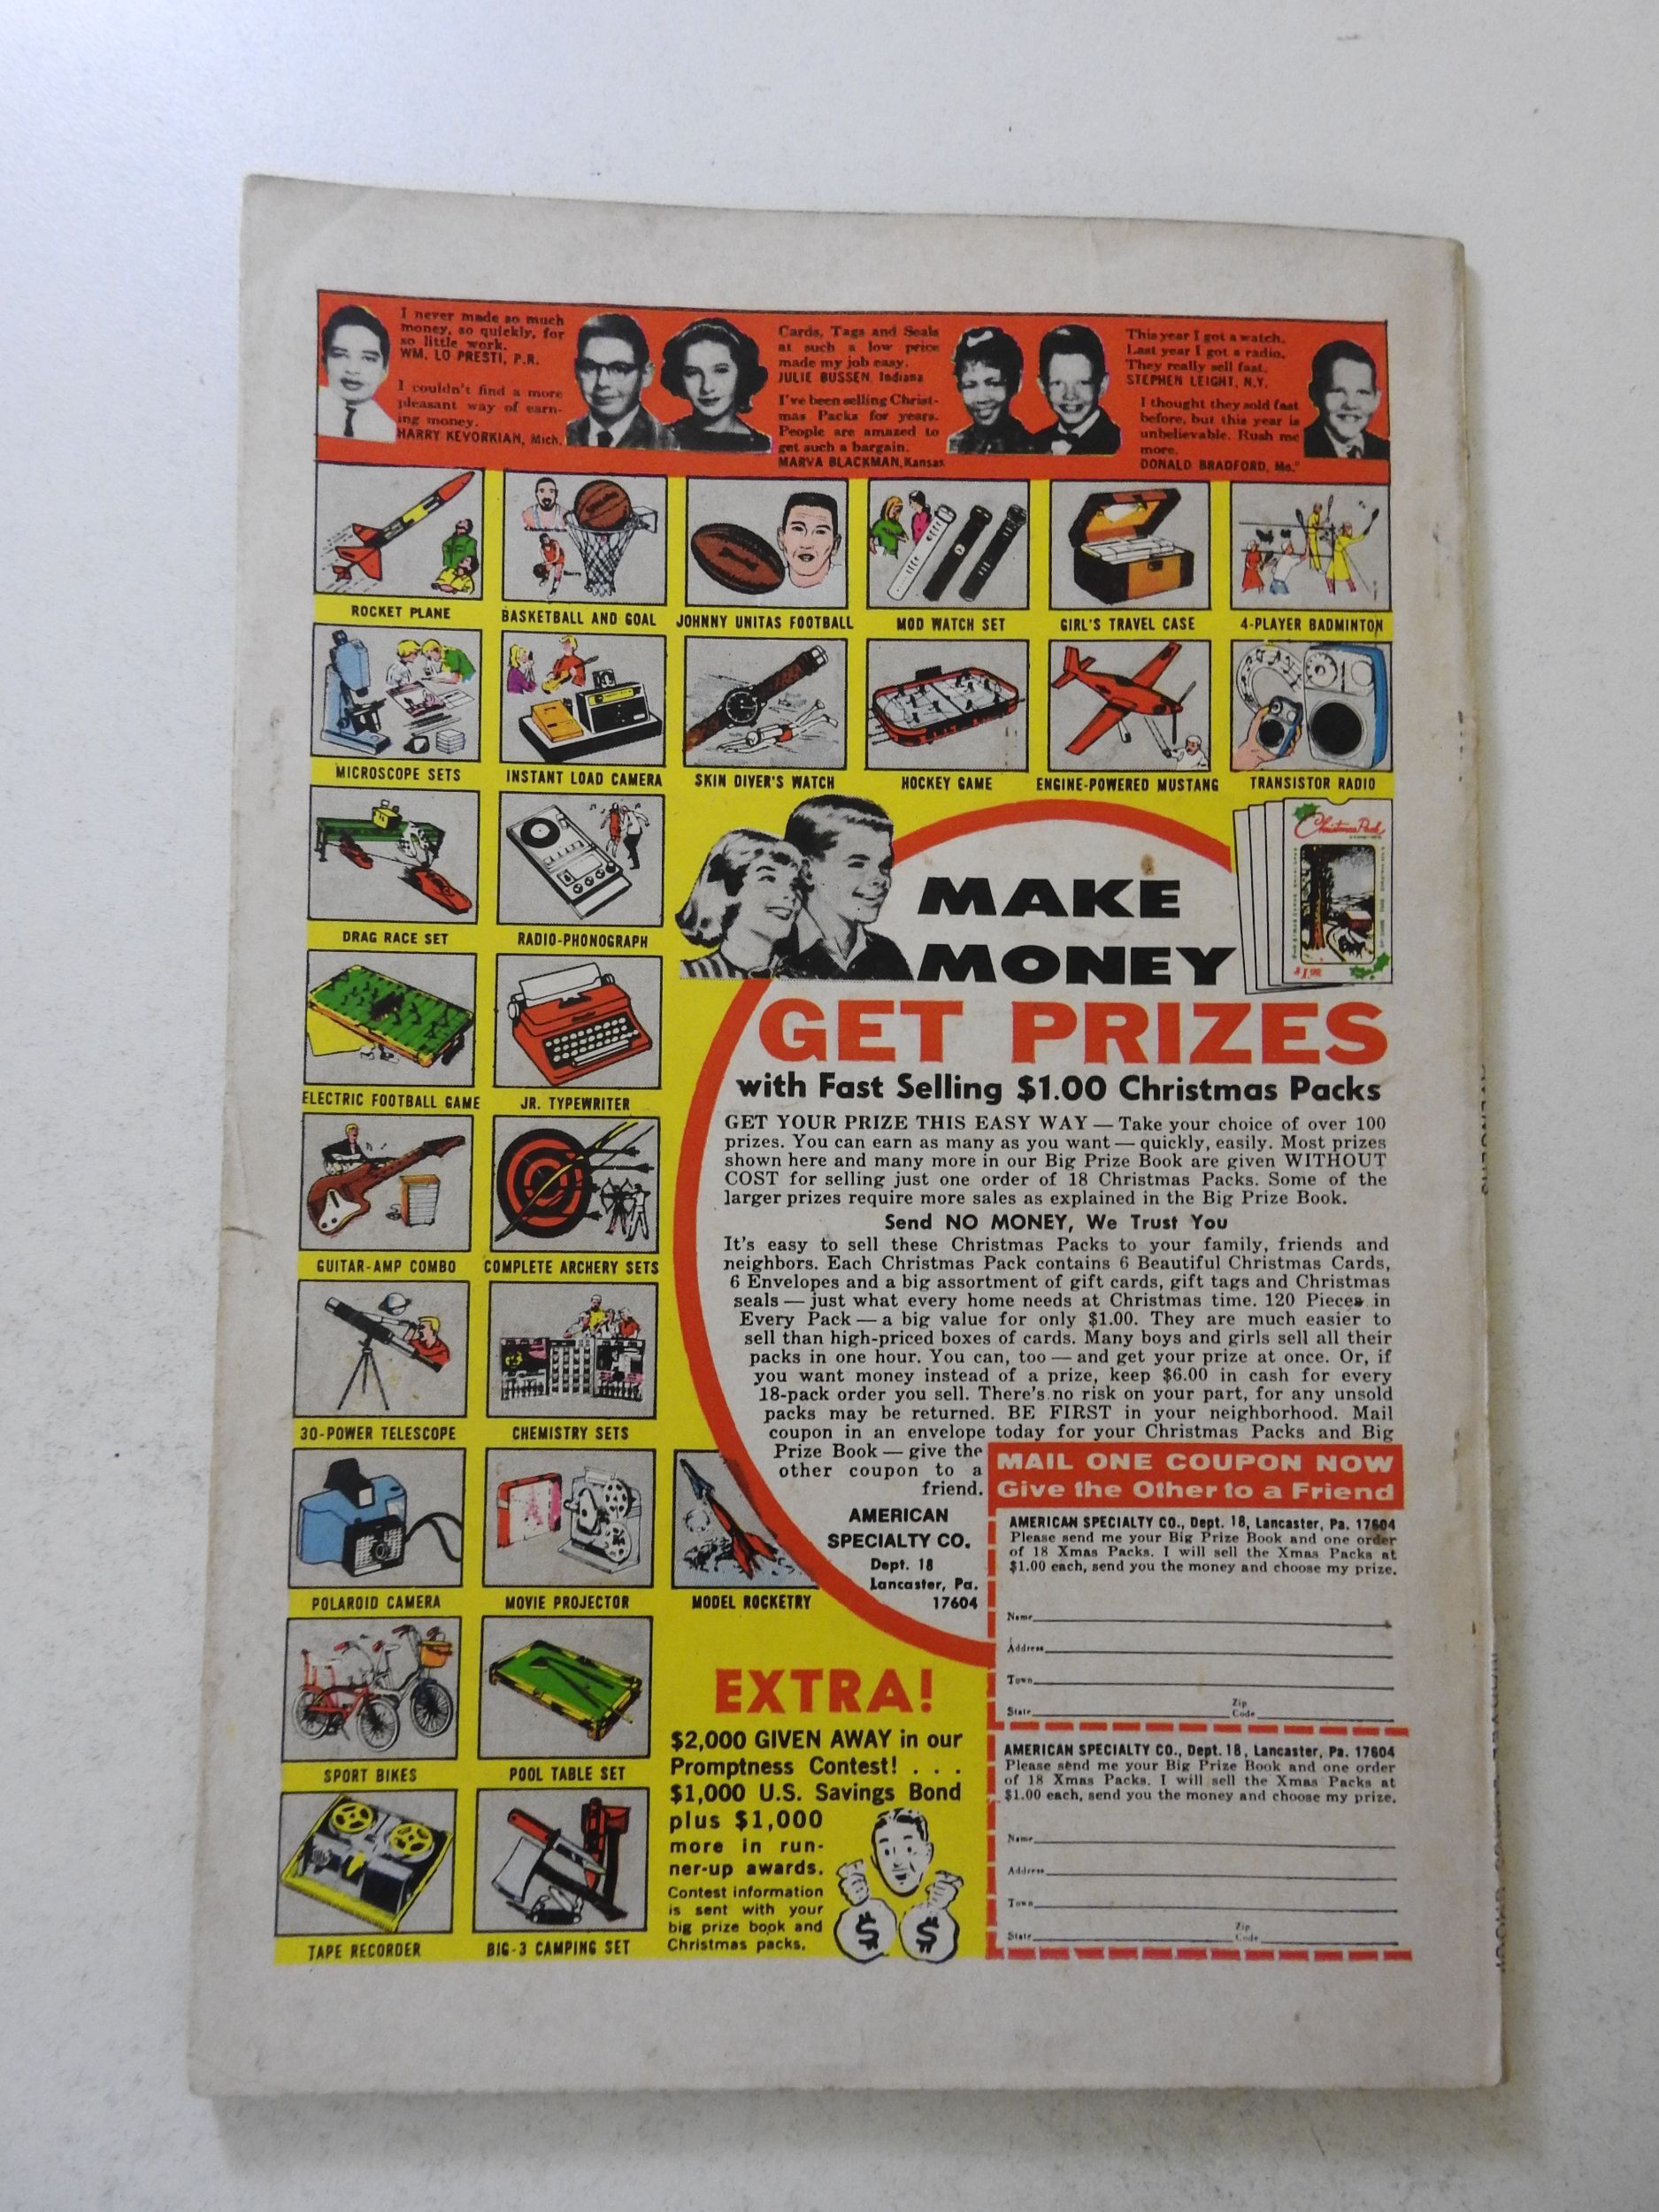 I never made so much
money, so quickly, for
so little work.
WM. LO PRESTI, P.R.
I couldn't find a more
pleasant way of earn-
ing money.
HARRY KEVORKIAN, Mich.
Cards, Tags and Seals
at such a low price
made my job easy.
JULIE BUSSEN, Indiana
I've been selling Christ-
mas Packs for years.
People are amazed to
get such a bargain.
MARVA BLACKMAN, Kansas
This year I got a watch.
Last year I got a radio.
They really sell fast.
STEPHEN LEIGHT, N.Y.
I thought they sold fast
before, but this year is
unbelievable. Rush me
more.
DONALD BRADFORD, Mo."
ROCKET PLANE
BASKETBALL AND GOAL
JOHNNY UNITAS FOOTBALL
MOD WATCH SET
GIRL'S TRAVEL CASE
4-PLAYER BADMINTON
MICROSCOPE SETS
INSTANT LOAD CAMERA
SKIN DIVER'S WATCH
HOCKEY GAME
ENGINE-POWERED MUSTANG
TRANSISTOR RADIO
DRAG RACE SET
RADIO-PHONOGRAPH
ELECTRIC FOOTBALL GAME
JR. TYPEWRITER
GUITAR-AMP COMBO
COMPLETE ARCHERY SETS
30-POWER TELESCOPE
CHEMISTRY SETS
POLAROID CAMERA
MOVIE PROJECTOR
MODEL ROCKETRY
SPORT BIKES
POOL TABLE SET
TAPE RECORDER
BIG-3 CAMPING SET
Christmas Pack
MAKE
MONEY
GET PRIZES
with Fast Selling $1.00 Christmas Packs
GET YOUR PRIZE THIS EASY WAY — Take your choice of over 100
prizes. You can earn as many as you want — quickly, easily. Most prizes
shown here and many more in our Big Prize Book are given WITHOUT
COST for selling just one order of 18 Christmas Packs. Some of the
larger prizes require more sales as explained in the Big Prize Book.
Send NO MONEY, We Trust You
It's easy to sell these Christmas Packs to your family, friends and
neighbors. Each Christmas Pack contains 6 Beautiful Christmas Cards,
6 Envelopes and a big assortment of gift cards, gift tags and Christmas
seals — just what every home needs at Christmas time. 120 Pieces in
Every Pack — a big value for only $1.00. They are much easier to
sell than high-priced boxes of cards. Many boys and girls sell all their
packs in one hour. You can, too — and get your prize at once. Or, if
you want money instead of a prize, keep $6.00 in cash for every
18-pack order you sell. There's no risk on your part, for any unsold
packs may be returned. BE FIRST in your neighborhood. Mail
coupon in an envelope today for your Christmas Packs and Big
Prize Book — give the
other coupon to a
friend.
AMERICAN
SPECIALTY CO.
Dept. 18
Lancaster, Pa.
17604
EXTRA!
$2,000 GIVEN AWAY in our
Promptness Contest! . . .
$1,000 U.S. Savings Bond
plus $1,000
more in run-
ner-up awards.
Contest information
is sent with your
big prize book and
Christmas packs.
$ $
MAIL ONE COUPON NOW
Give the Other to a Friend
AMERICAN SPECIALTY CO., Dept. 18, Lancaster, Pa. 17604
Please send me your Big Prize Book and one order
of 18 Xmas Packs. I will sell the Xmas Packs at
$1.00 each, send you the money and choose my prize.
Name
Address
Town
State Zip Code
AMERICAN SPECIALTY CO., Dept. 18, Lancaster, Pa. 17604
Please send me your Big Prize Book and one order
of 18 Xmas Packs. I will sell the Xmas Packs at
$1.00 each, send you the money and choose my prize.
Name
Address
Town
State Zip Code
AVENGERS